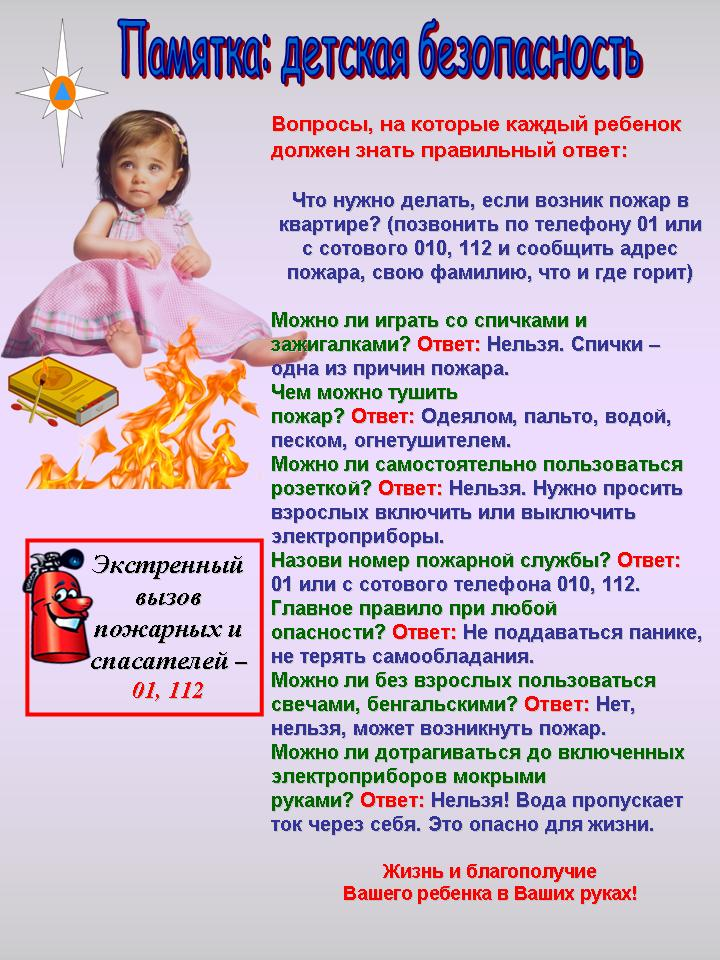 Памятка: детская безопасность
Вопросы, на которые каждый ребенок
должен знать правильный ответ:
Что нужно делать, если возник пожар в
квартире? (позвонить по телефону 01 или
с сотового 010, 112 и сообщить адрес
пожара, свою фамилию, что и где горит)
Можно ли играть со спичками и
зажигалками? Ответ: Нельзя. Спички –
одна из причин пожара.
Чем можно тушить
пожар? Ответ: Одеялом, пальто, водой,
песком, огнетушителем.
Можно ли самостоятельно пользоваться
розеткой? Ответ: Нельзя. Нужно просить
взрослых включить или выключить
электроприборы.
Назови номер пожарной службы? Ответ:
01 или с сотового телефона 010, 112.
Главное правило при любой
опасности? Ответ: Не поддаваться панике,
не терять самообладания.
Можно ли без взрослых пользоваться
свечами, бенгальскими? Ответ: Нет,
нельзя, может возникнуть пожар.
Можно ли дотрагиваться до включенных
электроприборов мокрыми
руками? Ответ: Нельзя! Вода пропускает
ток через себя. Это опасно для жизни.
Жизнь и благополучие
Вашего ребенка в Ваших руках!
Экстренный
вызов
пожарных и
спасателей –
01, 112